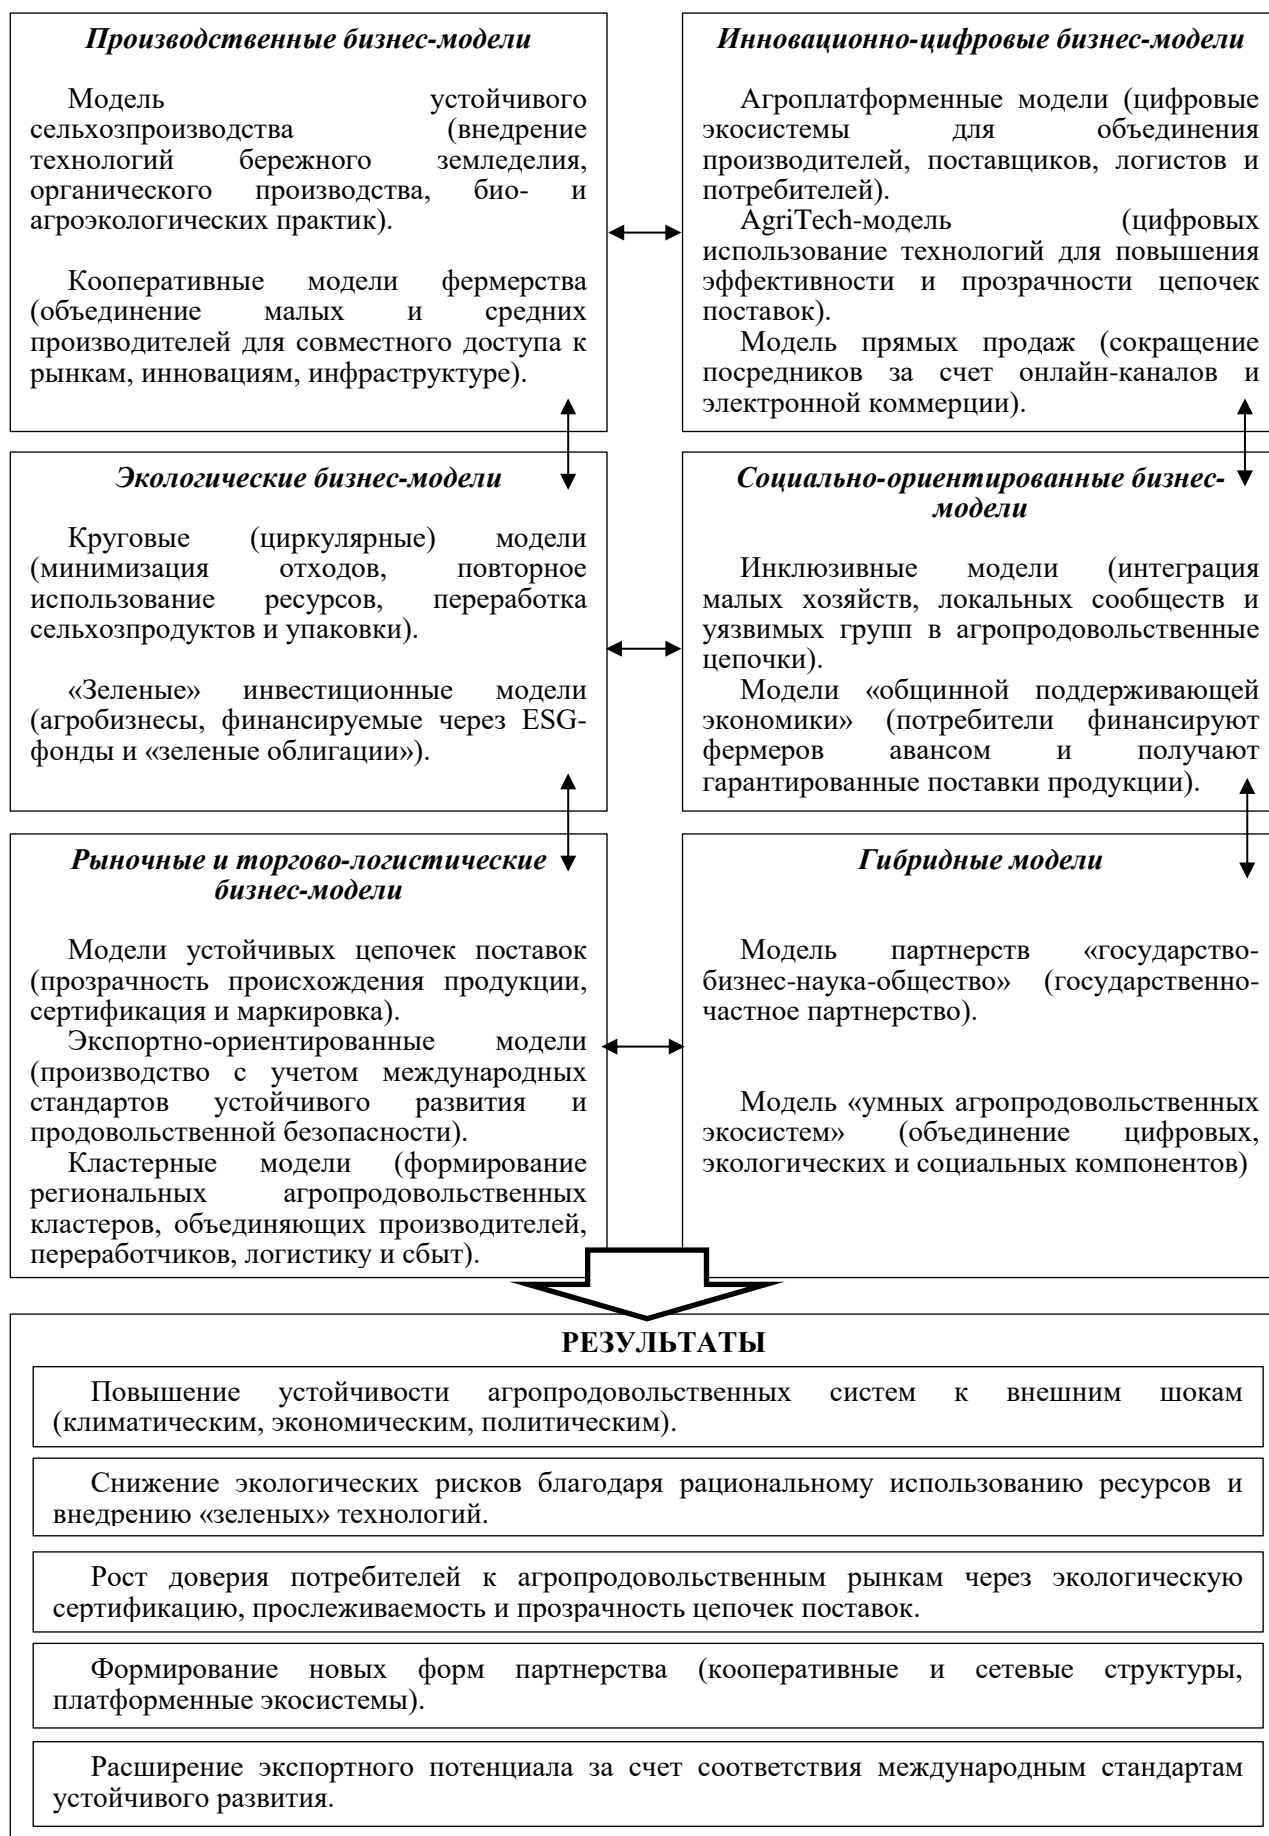 Производственные бизнес-модели
Модель устойчивого
сельхозпроизводства (внедрение
технологий бережного земледелия,
органического производства, био- и
агроэкологических практик).
Кооперативные модели фермерства
(объединение малых и средних
производителей для совместного доступа к
рынкам, инновациям, инфраструктуре).
Инновационно-цифровые бизнес-модели
Агроплатформенные модели (цифровые
экосистемы для объединения
производителей, поставщиков, логистов и
потребителей).
AgriTech-модель (цифровых
использование технологий для повышения
эффективности и прозрачности цепочек
поставок).
Модель прямых продаж (сокращение
посредников за счет онлайн-каналов и
электронной коммерции).
Экологические бизнес-модели
Круговые (циркулярные) модели
(минимизация отходов, повторное
использование ресурсов, переработка
сельхозпродуктов и упаковки).
«Зеленые» инвестиционные модели
(агробизнесы, финансируемые через ESG-
фонды и «зеленые облигации»).
Социально-ориентированные бизнес-
модели
Инклюзивные модели (интеграция
малых хозяйств, локальных сообществ и
уязвимых групп в агропродовольственные
цепочки).
Модели «общинной поддерживающей
экономики» (потребители финансируют
фермеров авансом и получают
гарантированные поставки продукции).
Рыночные и торгово-логистические
бизнес-модели
Модели устойчивых цепочек поставок
(прозрачность происхождения продукции,
сертификация и маркировка).
Экспортно-ориентированные модели
(производство с учетом международных
стандартов устойчивого развития и
продовольственной безопасности).
Кластерные модели (формирование
региональных агропродовольственных
кластеров, объединяющих производителей,
переработчиков, логистику и сбыт).
Гибридные модели
Модель партнерств «государство-
бизнес-наука-общество» (государственно-
частное партнерство).
Модель «умных агропродовольственных
экосистем» (объединение цифровых,
экологических и социальных компонентов)
РЕЗУЛЬТАТЫ
Повышение устойчивости агропродовольственных систем к внешним шокам
(климатическим, экономическим, политическим).
Снижение экологических рисков благодаря рациональному использованию ресурсов и
внедрению «зеленых» технологий.
Рост доверия потребителей к агропродовольственным рынкам через экологическую
сертификацию, прослеживаемость и прозрачность цепочек поставок.
Формирование новых форм партнерства (кооперативные и сетевые структуры,
платформенные экосистемы).
Расширение экспортного потенциала за счет соответствия международным стандартам
устойчивого развития.